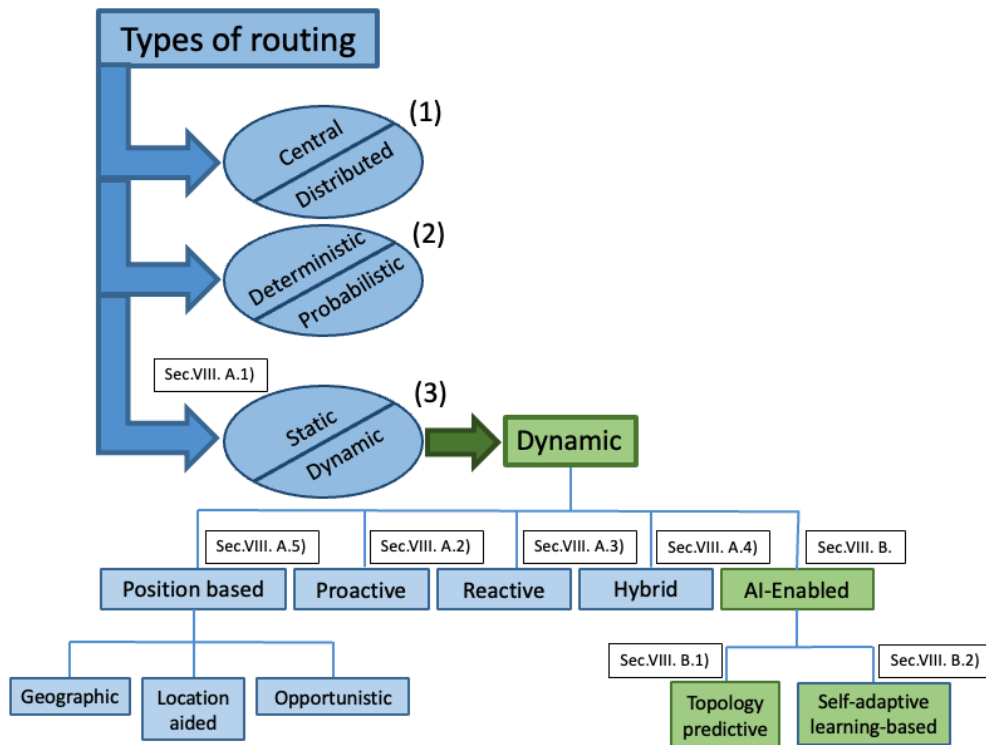 Types of routing
(1)
Central
Distributed
(2)
Deterministic
Probabilistic
Sec.VIII. A.1)
(3)
Static
Dynamic
Dynamic
Sec.VIII. A.5)
Sec.VIII. A.2)
Sec.VIII. A.3)
Sec.VIII. A.4)
Sec.VIII. B.
Position based
Proactive
Reactive
Hybrid
AI-Enabled
Sec.VIII. B.1)
Sec.VIII. B.2)
Geographic
Location
aided
Opportunistic
Topology
predictive
Self-adaptive
learning-based